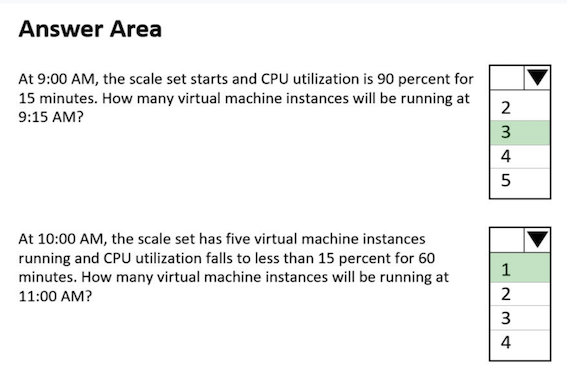 Answer Area
At 9:00 AM, the scale set starts and CPU utilization is 90 percent for
15 minutes. How many virtual machine instances will be running at
9:15 AM?
2
3
4
5
At 10:00 AM, the scale set has five virtual machine instances
running and CPU utilization falls to less than 15 percent for 60
minutes. How many virtual machine instances will be running at
11:00 AM?
1
2
3
4